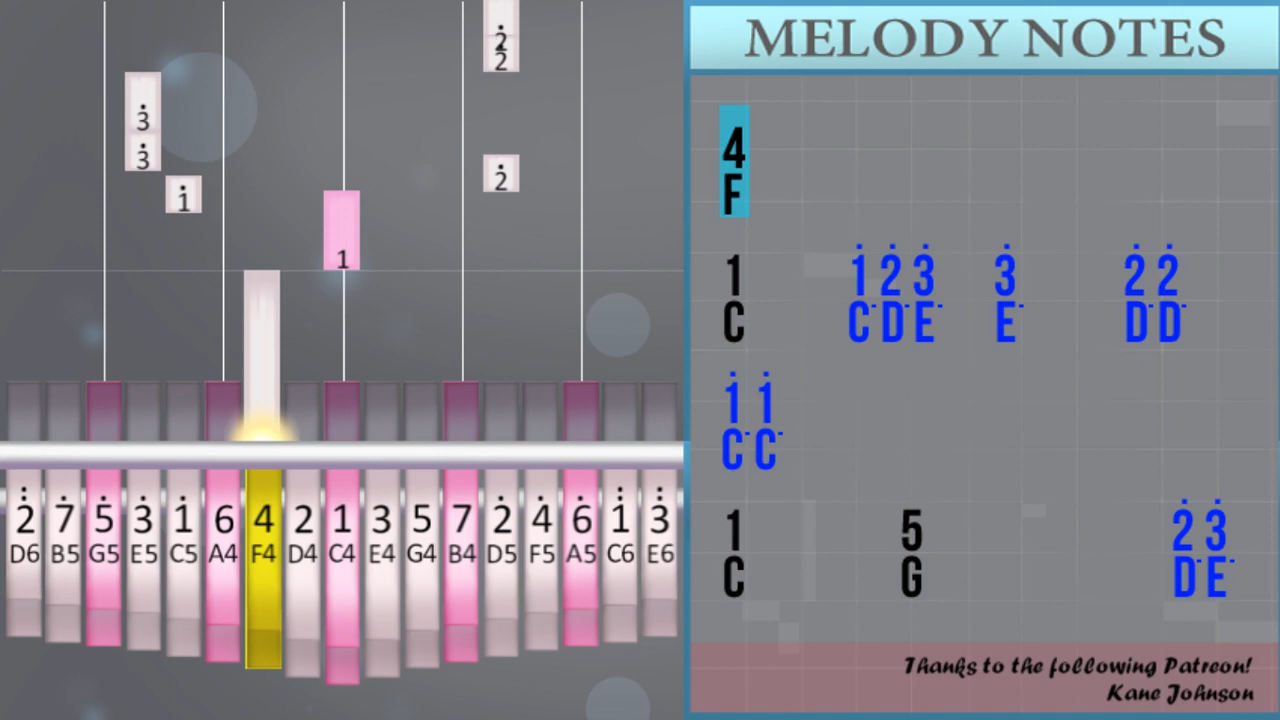 2̇
2̇
3̇
3̇
2̇
1̇
1
2̈ 7̇ 5̇ 3̇ 1̇ 6 4 2 1 3 5 7 2̇ 4̇ 6̇ 1̈ 3̈
D6 B5 G5 E5 C5 A4 F4 D4 C4 E4 G4 B4 D5 F5 A5 C6 E6
MELODY NOTES
4
F
1 1̇ 2̇ 3̇ 3̇ 2̇ 2̇
C C- D- E- E- D- D-
1̇ 1̇
C- C-
1 5 2̇ 3̇
C G D- E-
Thanks to the following Patreon!
Kane Johnson